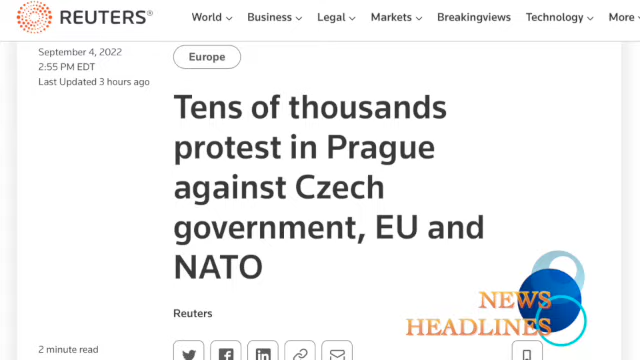 REUTERS®
World Business Legal Markets Breakingviews Technology More
September 4, 2022
2:55 PM EDT
Last Updated 3 hours ago
Europe
Tens of thousands
protest in Prague
against Czech
government, EU and
NATO
Reuters
2 minute read
NEWS
HEADLINES